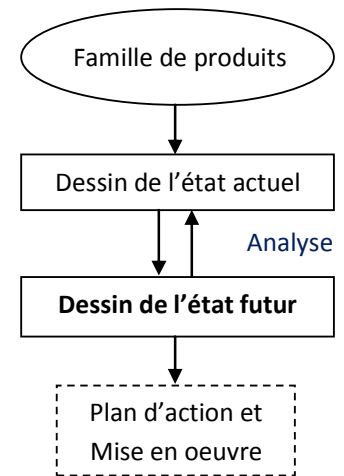 Famille de produits
Dessin de l’état actuel
Analyse
Dessin de l’état futur
Plan d’action et
Mise en oeuvre